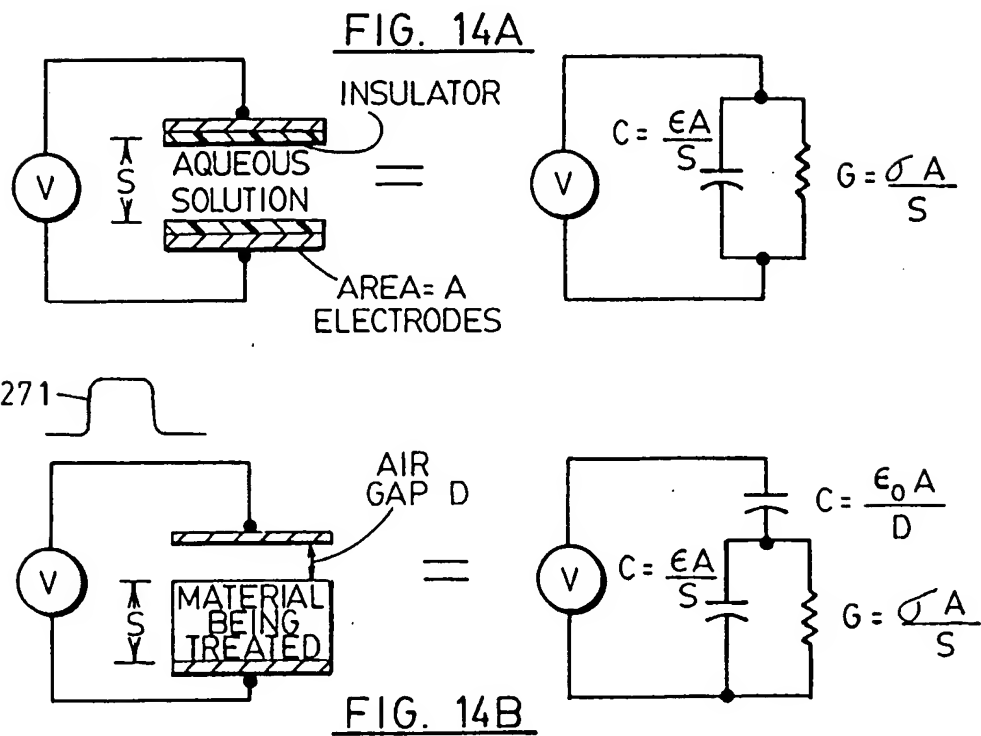 FIG. 14A
INSULATOR
V
S
AQUEOUS
SOLUTION
=
C = εA/S
V
G = σA/S
AREA = A
ELECTRODES
271
AIR
GAP D
V
S
MATERIAL
BEING
TREATED
=
C = ε₀A/D
V
C = εA/S
G = σA/S
FIG. 14B